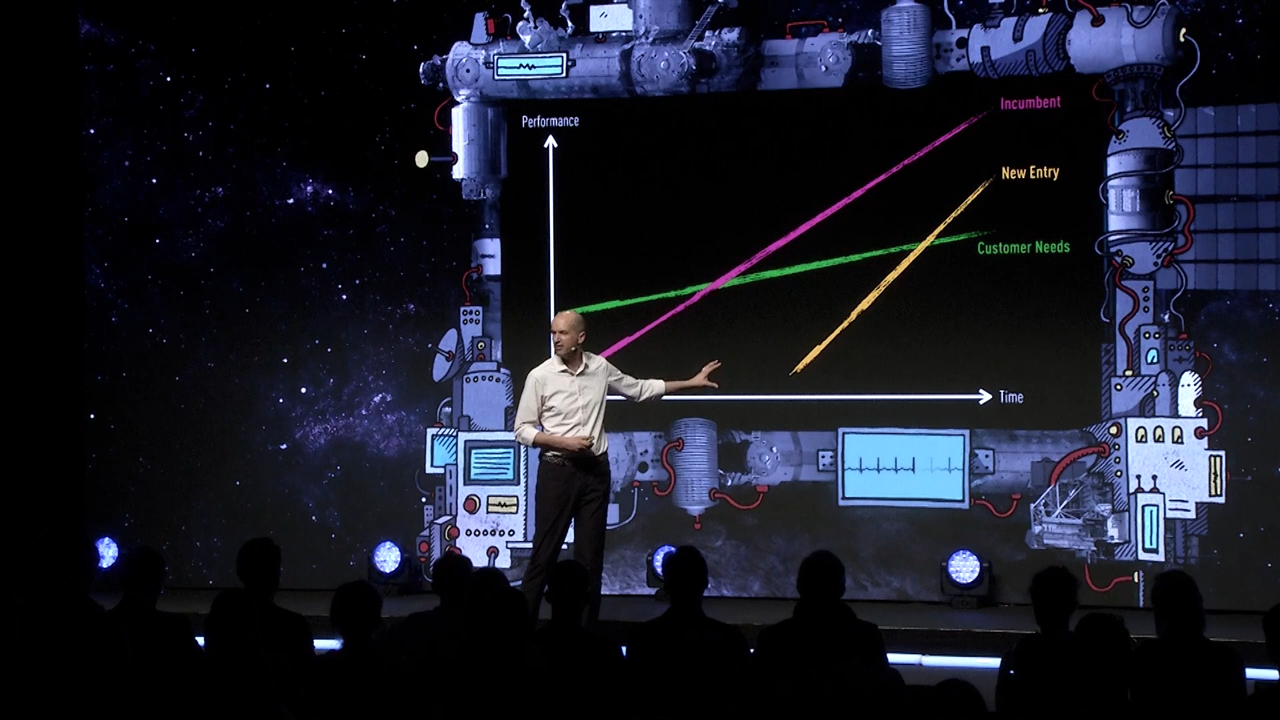 Incumbent
Performance
New Entry
Customer Needs
Time